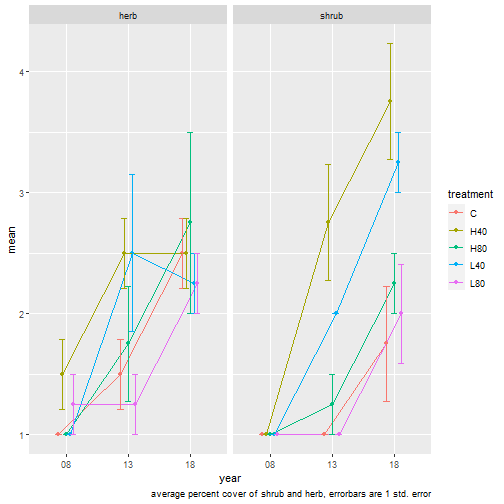 herb
shrub
4
3
2
1
mean
08
13
18
08
13
18
year
treatment
C
H40
H80
L40
L80
average percent cover of shrub and herb, errorbars are 1 std. error